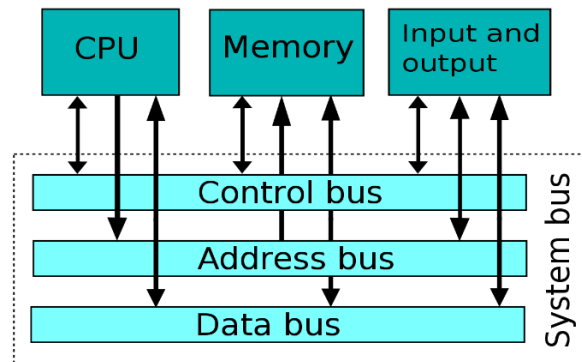 CPU
Memory
Input and
output
Control bus
Address bus
Data bus
System bus